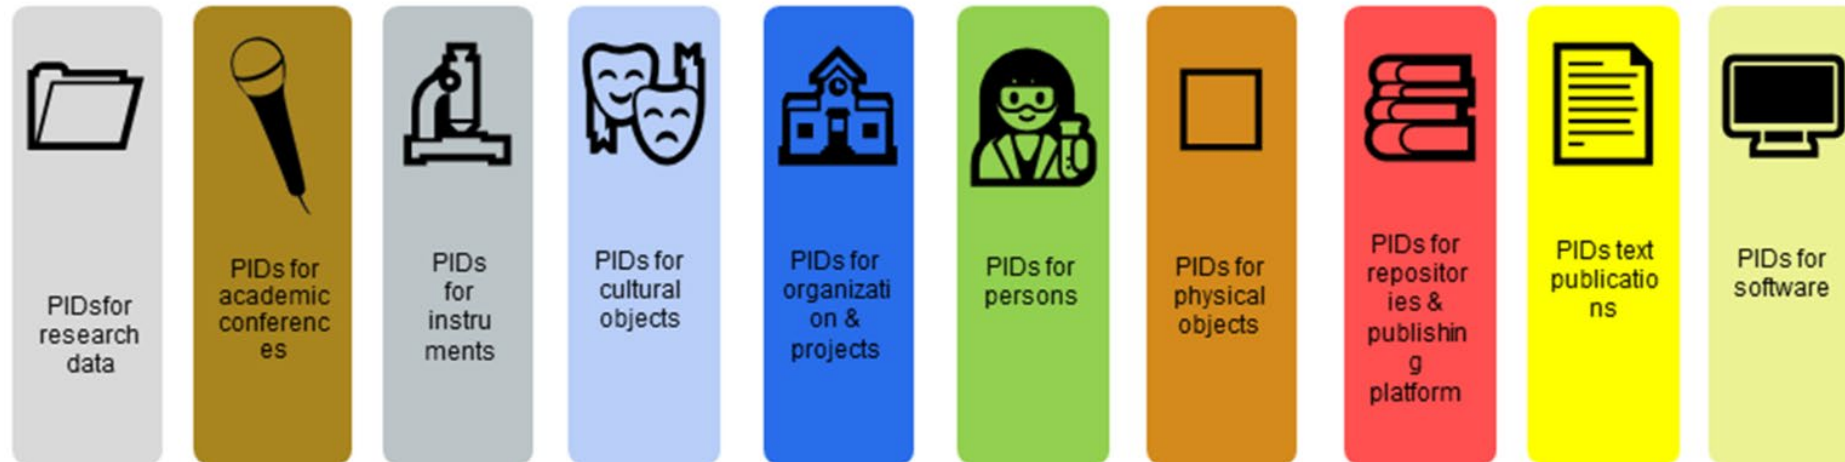 PIDsfor
research
data
PIDs for
academic
conferenc
es
PIDs
for
instru
ments
PIDs for
cultural
objects
PIDs for
organizati
on &
projects
PIDs for
persons
PIDs for
physical
objects
PIDs for
repositor
ies &
publishin
g
platform
PIDs text
publicatio
ns
PIDs for
software